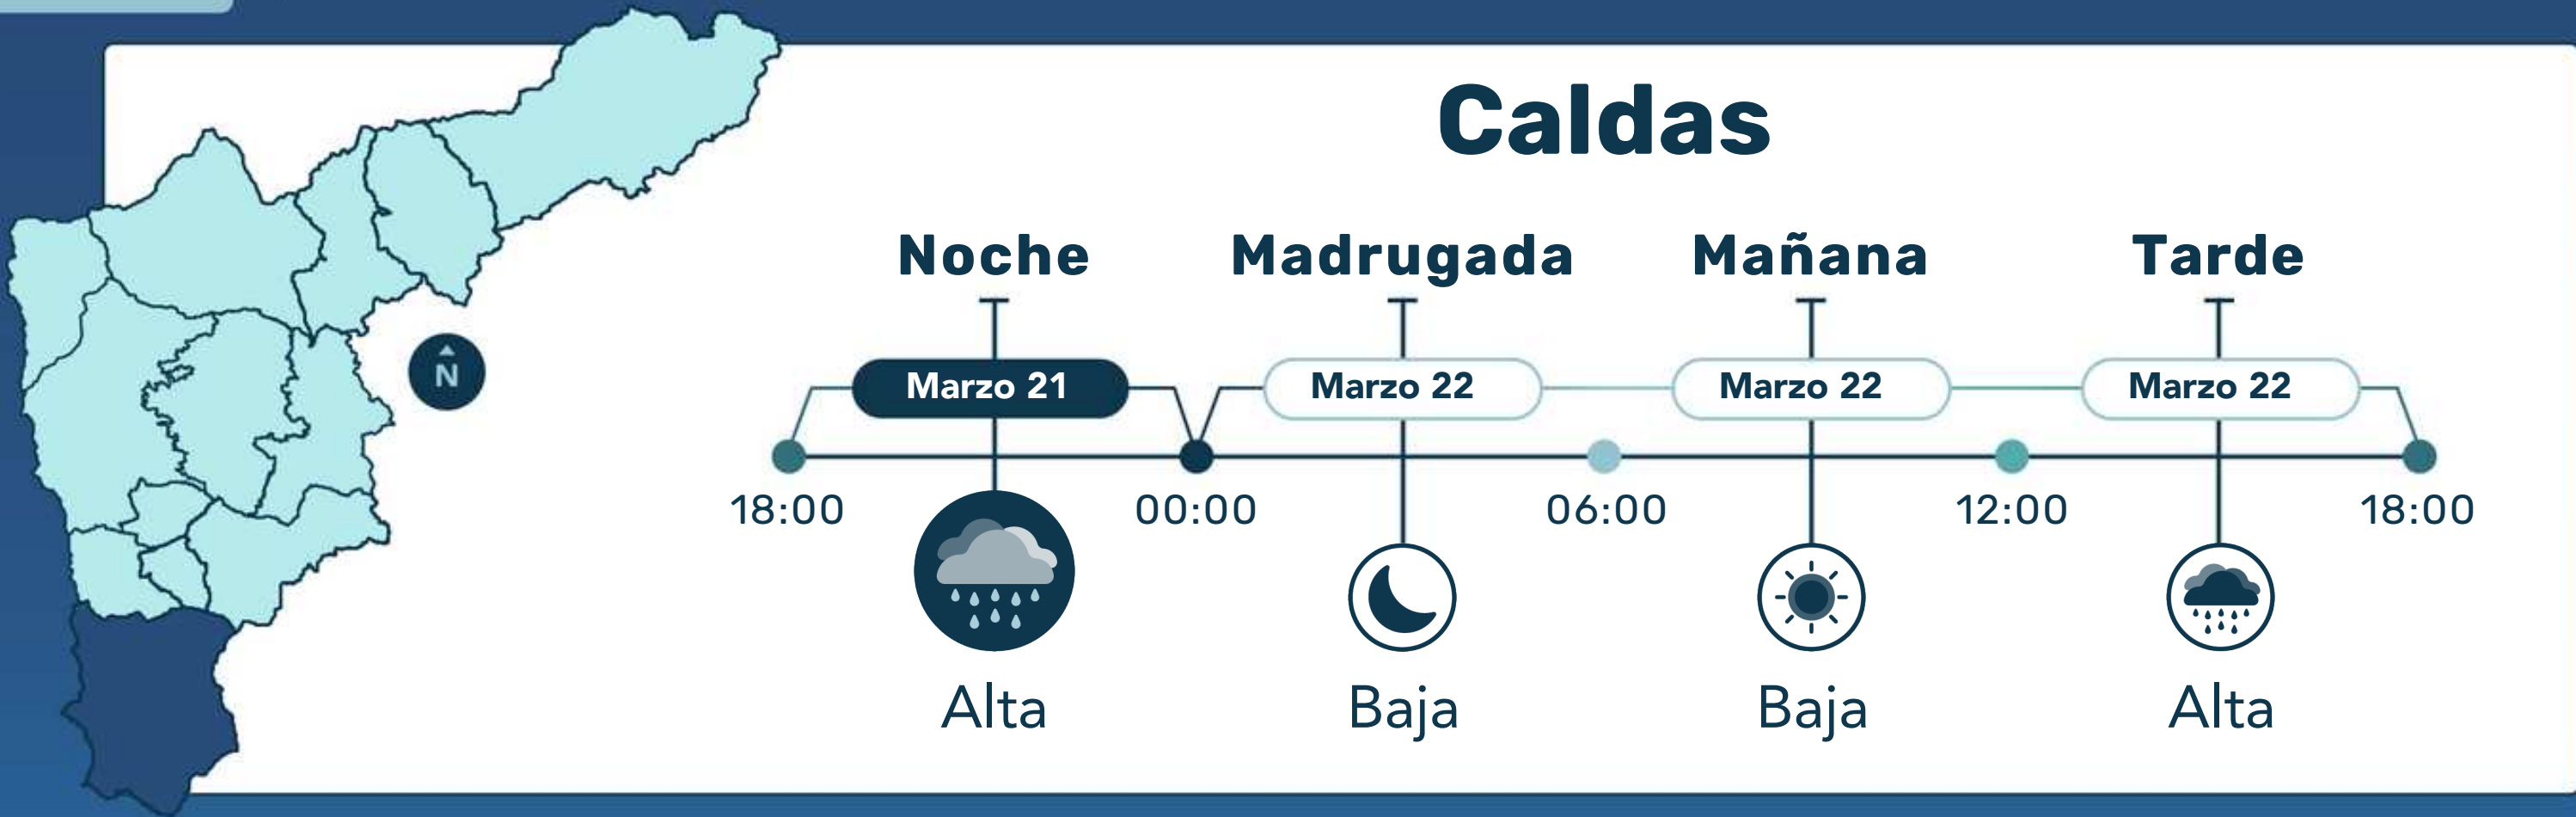 Caldas
Noche Madrugada Mañana Tarde
Marzo 21 Marzo 22 Marzo 22 Marzo 22
N
18:00 00:00 06:00 12:00 18:00
Alta Baja Baja Alta